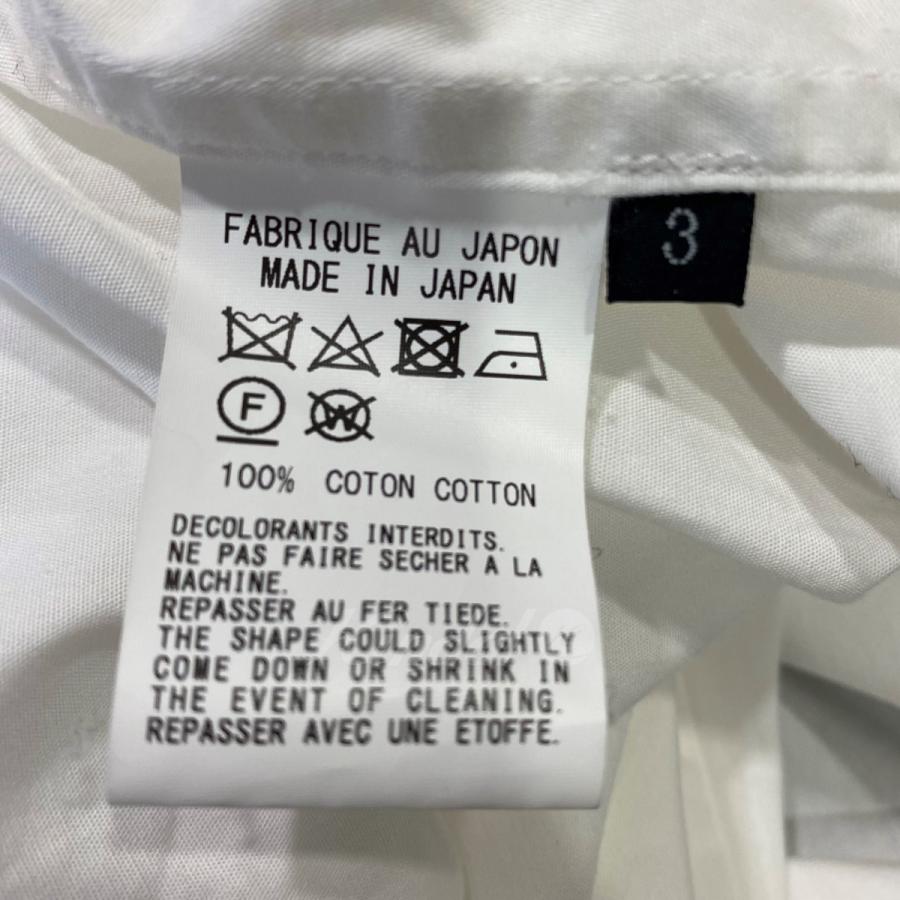 FABRIQUE AU JAPON
MADE IN JAPAN
3
F
W
100% COTON COTTON
DECOLORANTS INTERDITS.
NE PAS FAIRE SECHER A LA
MACHINE.
REPASSER AU FER TIEDE.
THE SHAPE COULD SLIGHTLY
COME DOWN OR SHRINK IN
THE EVENT OF CLEANING.
REPASSER AVEC UNE ETOFFE.